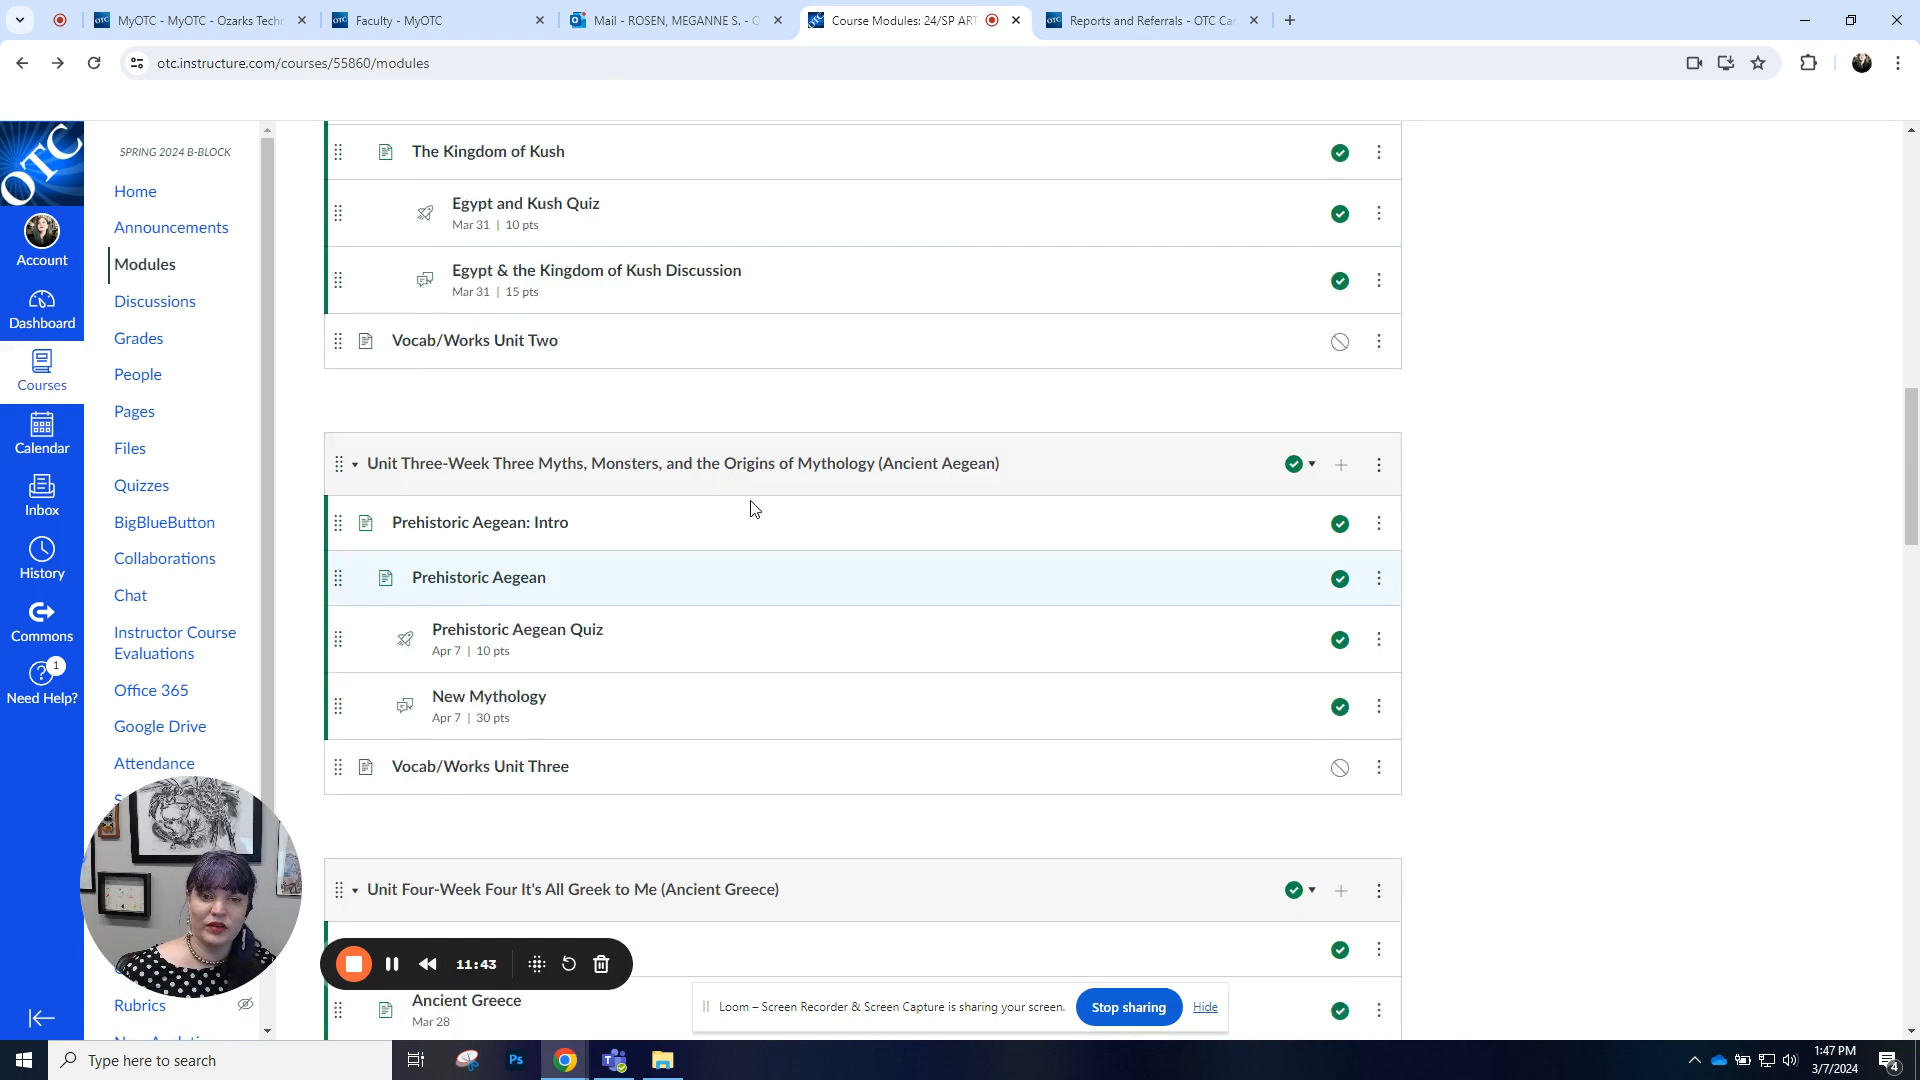 MyOTC - MyOTC - Ozarks Techn
Faculty - MyOTC
Mail - ROSEN, MEGANNE S. - O
Course Modules: 24/SP ART
Reports and Referrals - OTC Car
otc.instructure.com/courses/55860/modules
OTC
Account
Dashboard
Courses
Calendar
Inbox
History
Commons
1
Need Help?
SPRING 2024 B-BLOCK
Home
Announcements
Modules
Discussions
Grades
People
Pages
Files
Quizzes
BigBlueButton
Collaborations
Chat
Instructor Course
Evaluations
Office 365
Google Drive
Attendance
Rubrics
The Kingdom of Kush
Egypt and Kush Quiz
Mar 31 | 10 pts
Egypt & the Kingdom of Kush Discussion
Mar 31 | 15 pts
Vocab/Works Unit Two
Unit Three-Week Three Myths, Monsters, and the Origins of Mythology (Ancient Aegean)
Prehistoric Aegean: Intro
Prehistoric Aegean
Prehistoric Aegean Quiz
Apr 7 | 10 pts
New Mythology
Apr 7 | 30 pts
Vocab/Works Unit Three
Unit Four-Week Four It's All Greek to Me (Ancient Greece)
11:43
Ancient Greece
Mar 28
Loom – Screen Recorder & Screen Capture is sharing your screen.
Stop sharing
Hide
Type here to search
Ps
1:47 PM
3/7/2024
4